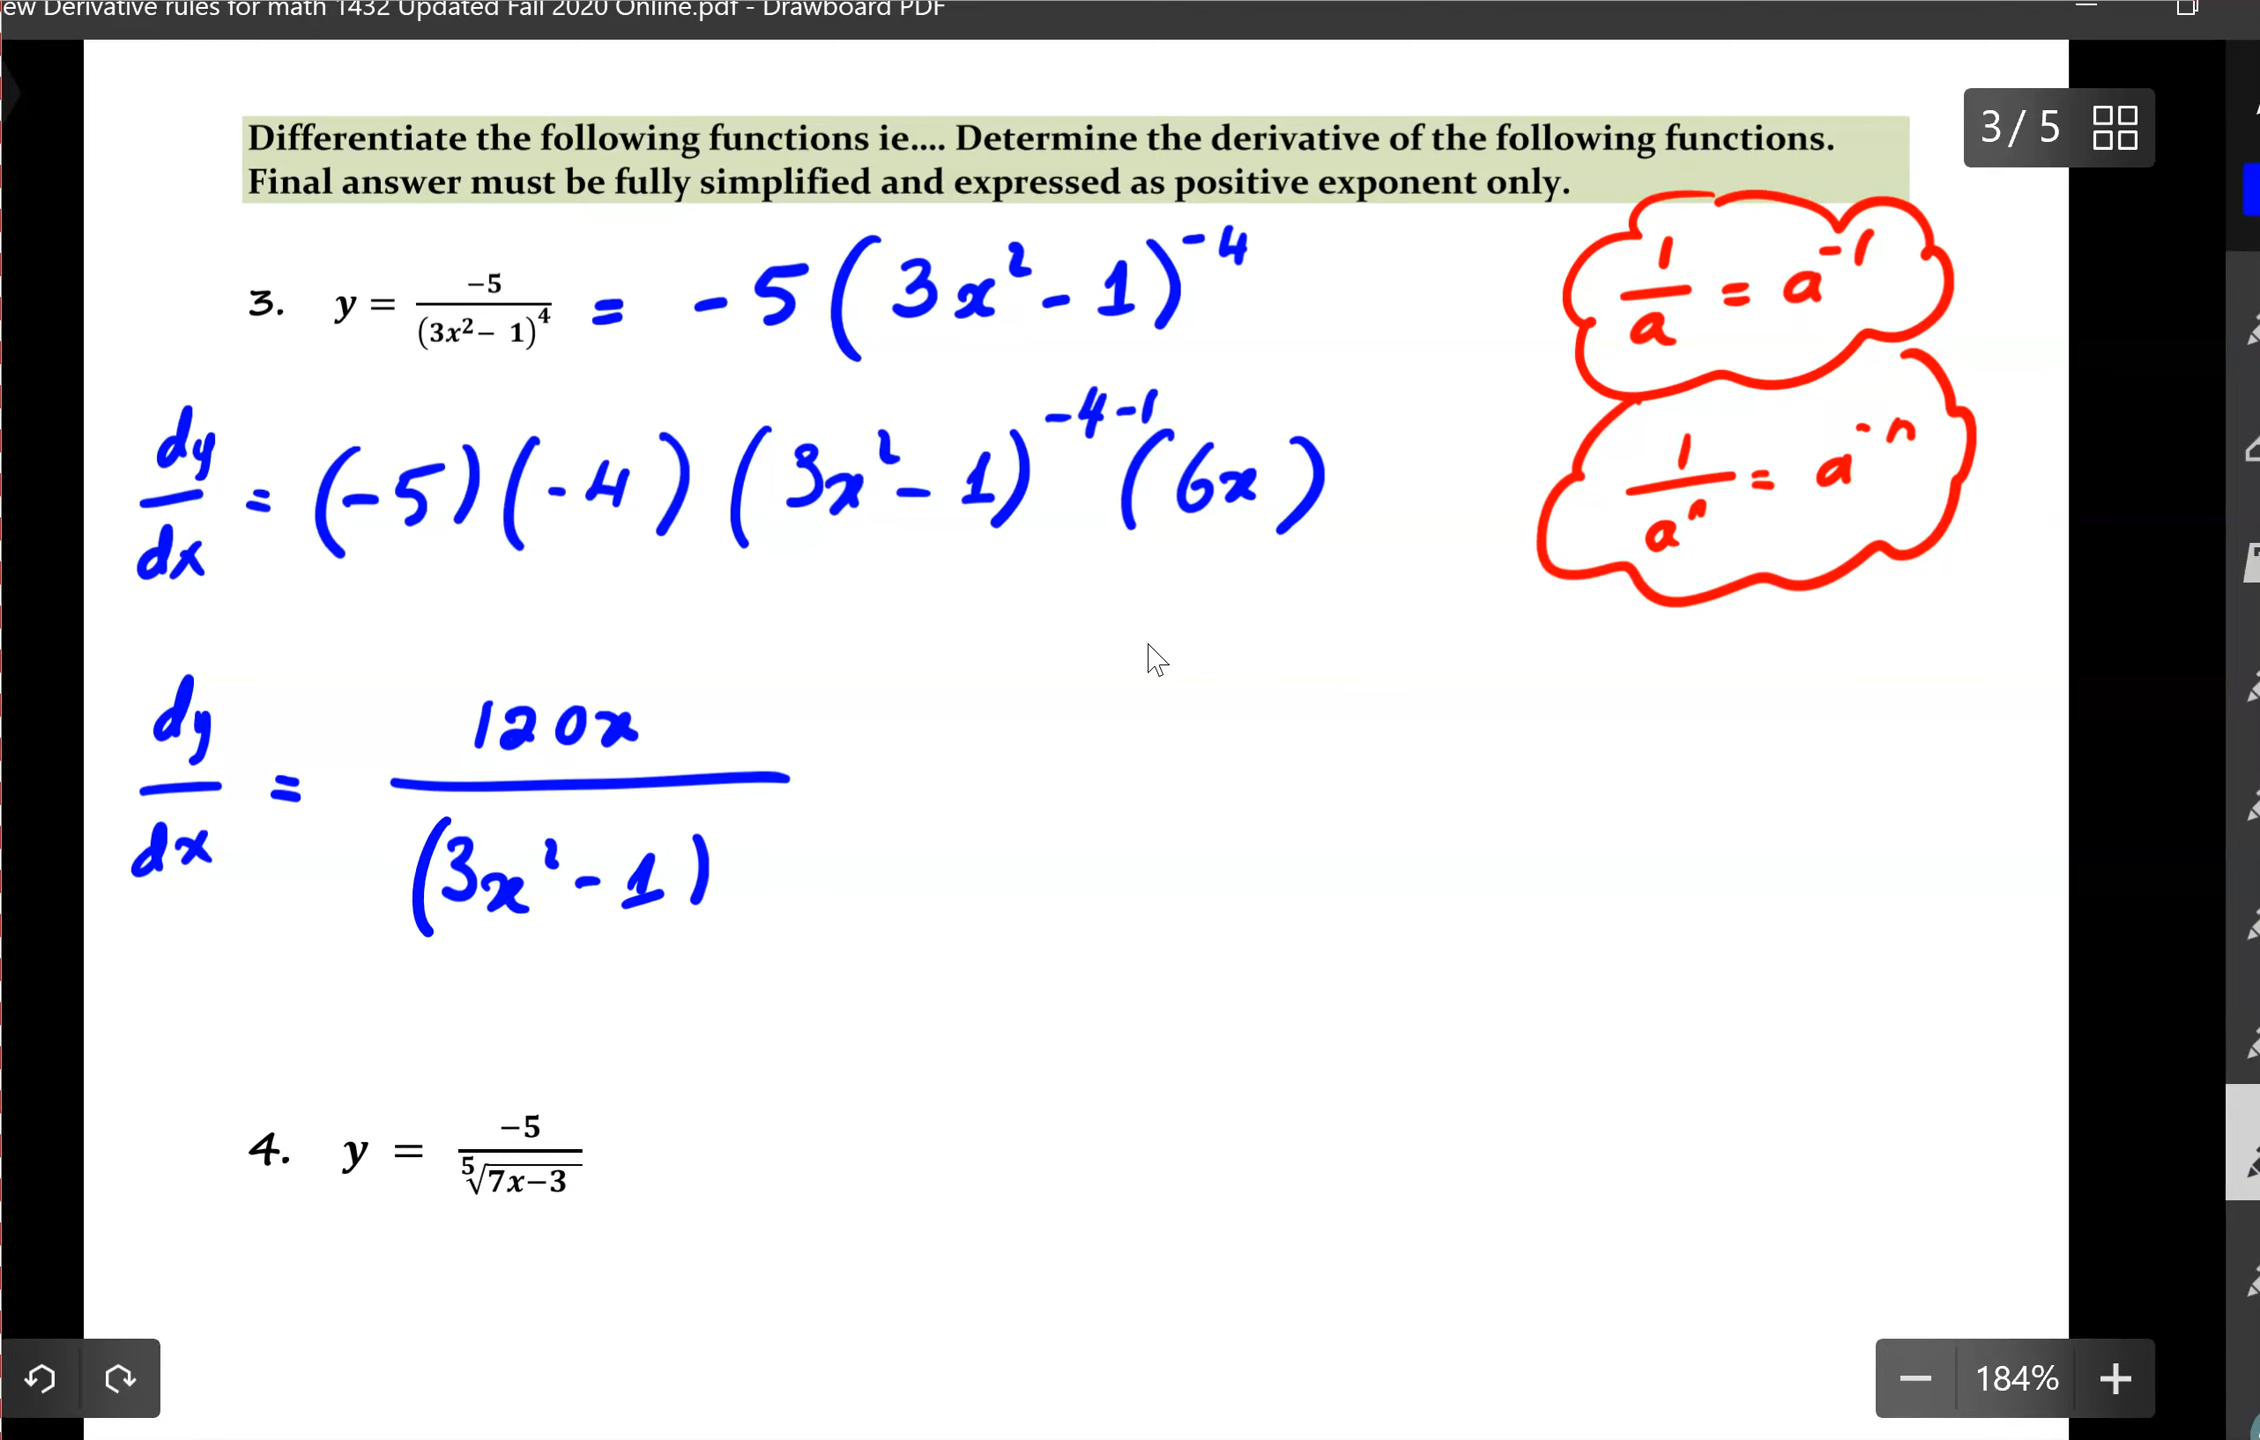 ew Derivative rules for math 1432 Updated Fall 2020 Online.pdf - Drawboard PDF
3 / 5
Differentiate the following functions ie.... Determine the derivative of the following functions.
Final answer must be fully simplified and expressed as positive exponent only.
3. y = −5/(3x²− 1)⁴ = -5(3x²-1)⁻⁴
1/a = a⁻¹
dy/dx = (-5)(-4)(3x²-1)⁻⁴⁻¹(6x)
1/aⁿ = a⁻ⁿ
dy/dx = 120x/(3x²-1)
4. y = −5/⁵√7x−3
184%